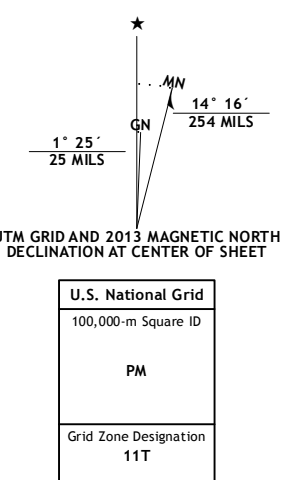 ★
MN
GN
1° 25´
25 MILS
14° 16´
254 MILS
UTM GRID AND 2013 MAGNETIC NORTH
DECLINATION AT CENTER OF SHEET
U.S. National Grid
100,000-m Square ID
PM
Grid Zone Designation
11T